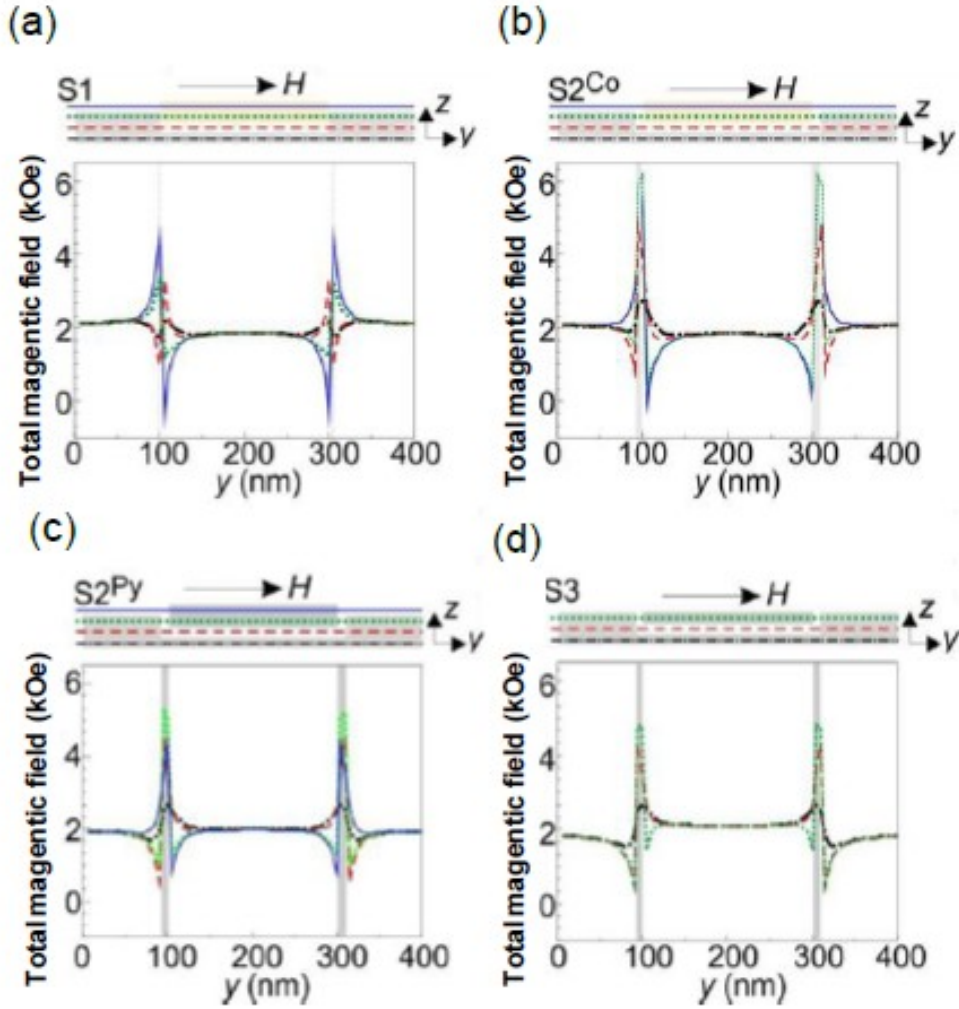 (a)
S1
H
z
y
Total magentic field (kOe)
6
4
2
0
0 100 200 300 400
y (nm)
(b)
S2Co
H
z
y
Total magentic field (kOe)
6
4
2
0
0 100 200 300 400
y (nm)
(c)
S2Py
H
z
y
Total magentic field (kOe)
6
4
2
0
0 100 200 300 400
y (nm)
(d)
S3
H
z
y
Total magentic field (kOe)
6
4
2
0
0 100 200 300 400
y (nm)